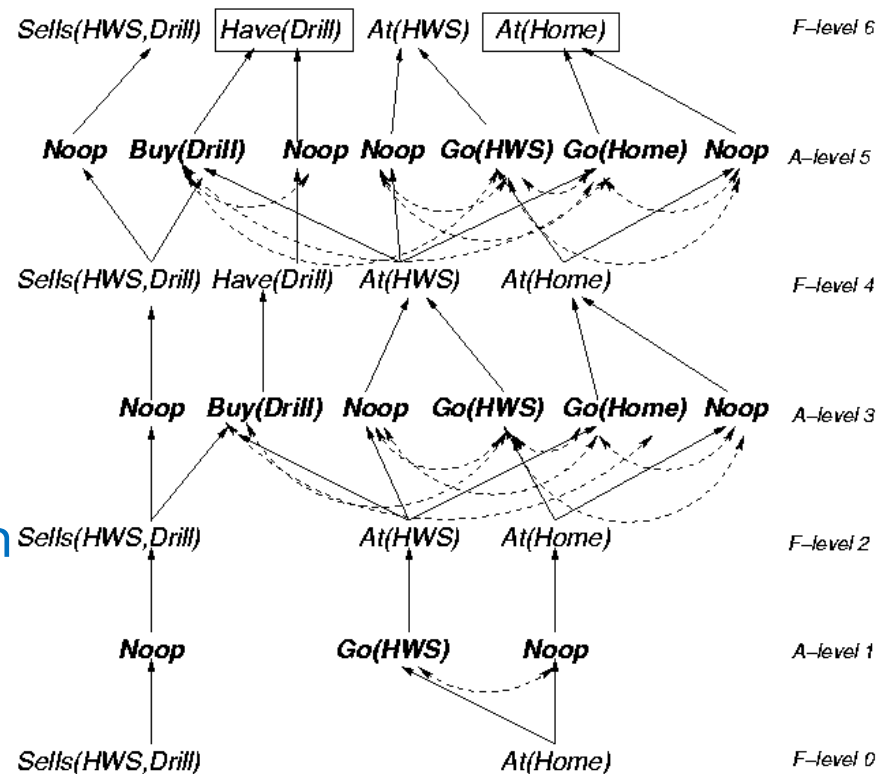 Sells(HWS,Drill) Have(Drill) At(HWS) At(Home) F–level 6
Noop Buy(Drill) Noop Noop Go(HWS) Go(Home) Noop A–level 5
Sells(HWS,Drill) Have(Drill) At(HWS) At(Home) F–level 4
Noop Buy(Drill) Noop Go(HWS) Go(Home) Noop A–level 3
n Sells(HWS,Drill) At(HWS) At(Home) F–level 2
Noop Go(HWS) Noop A–level 1
Sells(HWS,Drill) At(Home) F–level 0